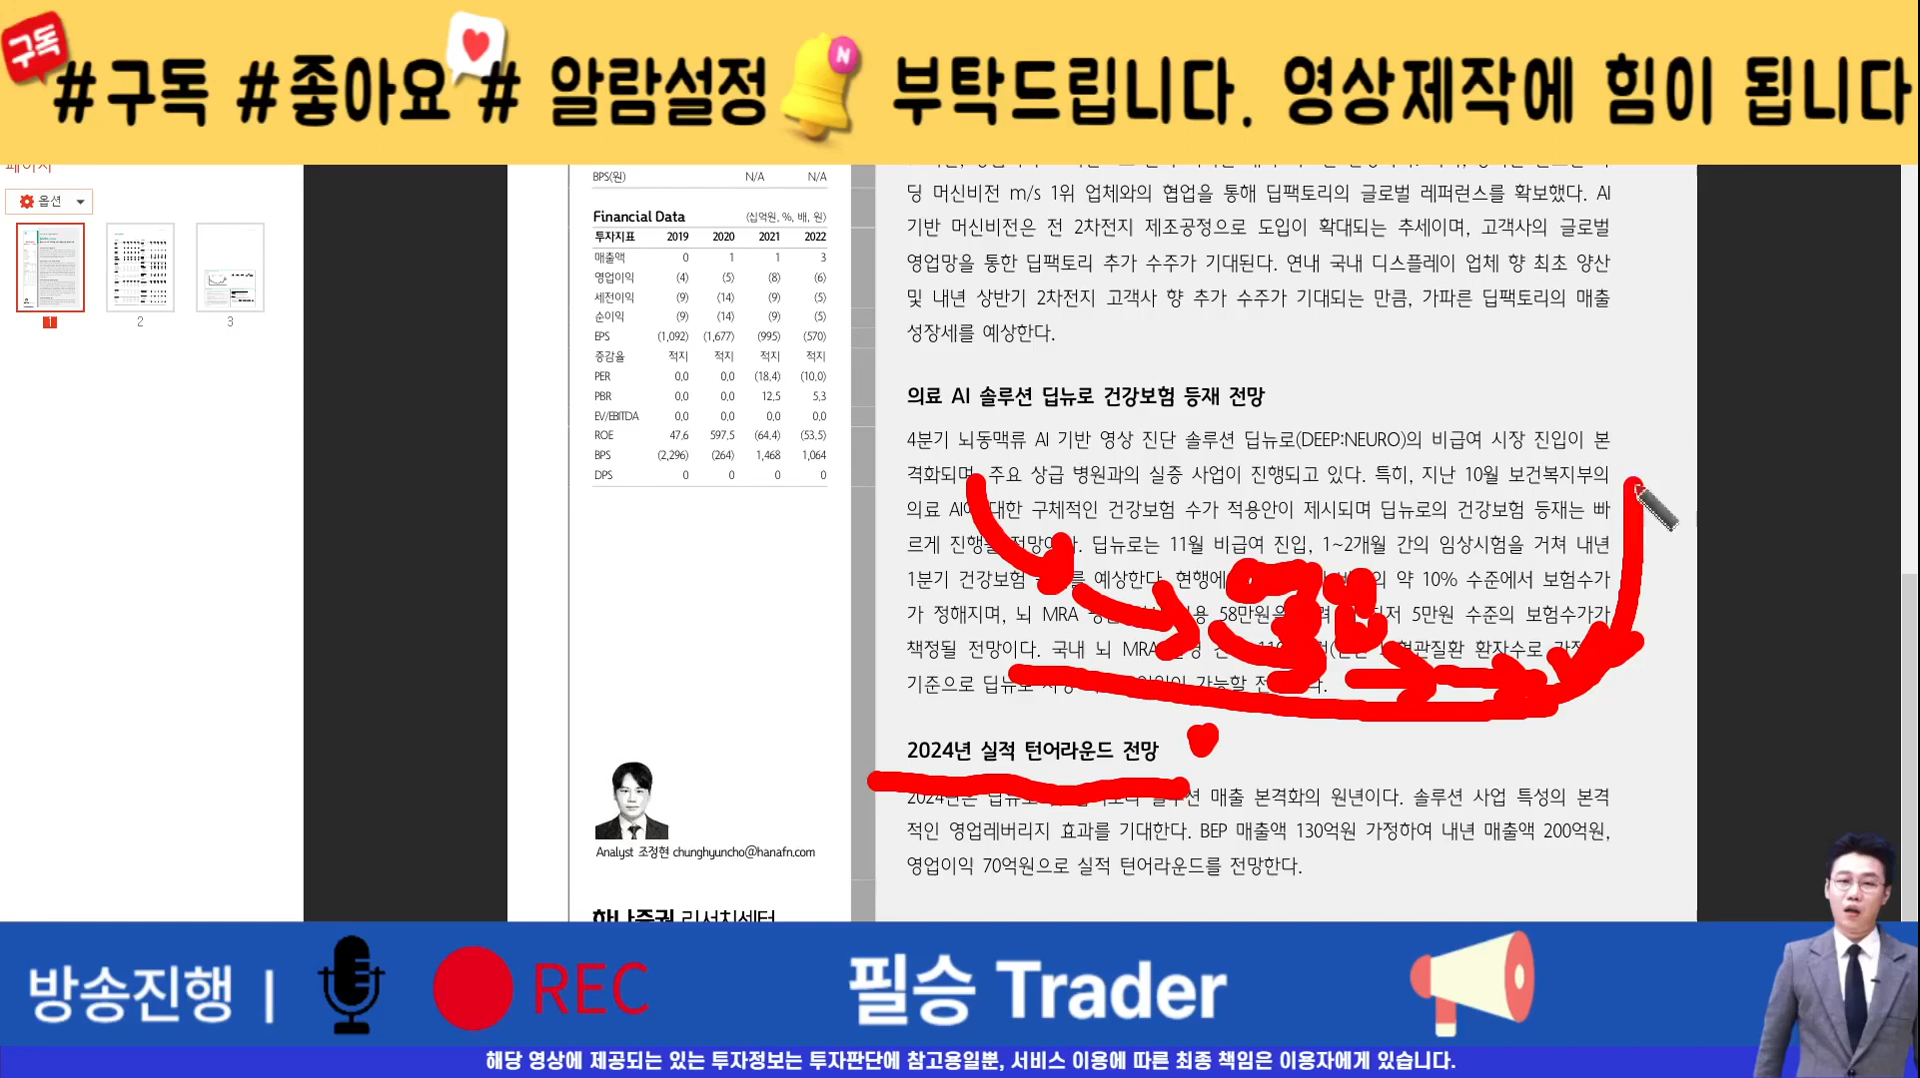 구독
#구독 #좋아요 # 알람설정 N 부탁드립니다. 영상제작에 힘이 됩니다
페이지
옵션
1
2
3
BPS(원) N/A N/A
Financial Data (십억원, %, 배, 원)
투자지표 2019 2020 2021 2022
매출액 0 1 1 3
영업이익 (4) (5) (8) (6)
세전이익 (9) (14) (9) (5)
순이익 (9) (14) (9) (5)
EPS (1,092) (1,677) (995) (570)
증감율 적지 적지 적지 적지
PER 0.0 0.0 (18.4) (10.0)
PBR 0.0 0.0 12.5 5.3
EV/EBITDA 0.0 0.0 0.0 0.0
ROE 47.6 597.5 (64.4) (53.5)
BPS (2,296) (264) 1,468 1,064
DPS 0 0 0 0
Analyst 조정현 chunghyuncho@hanafn.com
하나증권 리서치센터
딩 머신비전 m/s 1위 업체와의 협업을 통해 딥팩토리의 글로벌 레퍼런스를 확보했다. AI
기반 머신비전은 전 2차전지 제조공정으로 도입이 확대되는 추세이며, 고객사의 글로벌
영업망을 통한 딥팩토리 추가 수주가 기대된다. 연내 국내 디스플레이 업체 향 최초 양산
및 내년 상반기 2차전지 고객사 향 추가 수주가 기대되는 만큼, 가파른 딥팩토리의 매출
성장세를 예상한다.
의료 AI 솔루션 딥뉴로 건강보험 등재 전망
4분기 뇌동맥류 AI 기반 영상 진단 솔루션 딥뉴로(DEEP:NEURO)의 비급여 시장 진입이 본
격화되며, 주요 상급 병원과의 실증 사업이 진행되고 있다. 특히, 지난 10월 보건복지부의
의료 대한 구체적인 건강보험 수가 적용안이 제시되며 딥뉴로의 건강보험 등재는 빠
르게 딥뉴로는 11월 비급여 진입, 1~2개월 간의 임상시험을 거쳐 내년
1분기 건강보험 예상한다. 약 10% 수준에서 보험수가
가 정해지며, 뇌 MRA 58만원을 5만원 수준의 보험수가가
책정될 전망이다. 국내 뇌 MRA 환자수로
기준으로 딥뉴로 가능할
2024년 실적 턴어라운드 전망
2024년은 매출 본격화의 원년이다. 솔루션 사업 특성의 본격
적인 영업레버리지 효과를 기대한다. BEP 매출액 130억원 가정하여 내년 매출액 200억원,
영업이익 70억원으로 실적 턴어라운드를 전망한다.
방송진행 | REC 필승 Trader
해당 영상에 제공되는 있는 투자정보는 투자판단에 참고용일뿐, 서비스 이용에 따른 최종 책임은 이용자에게 있습니다.